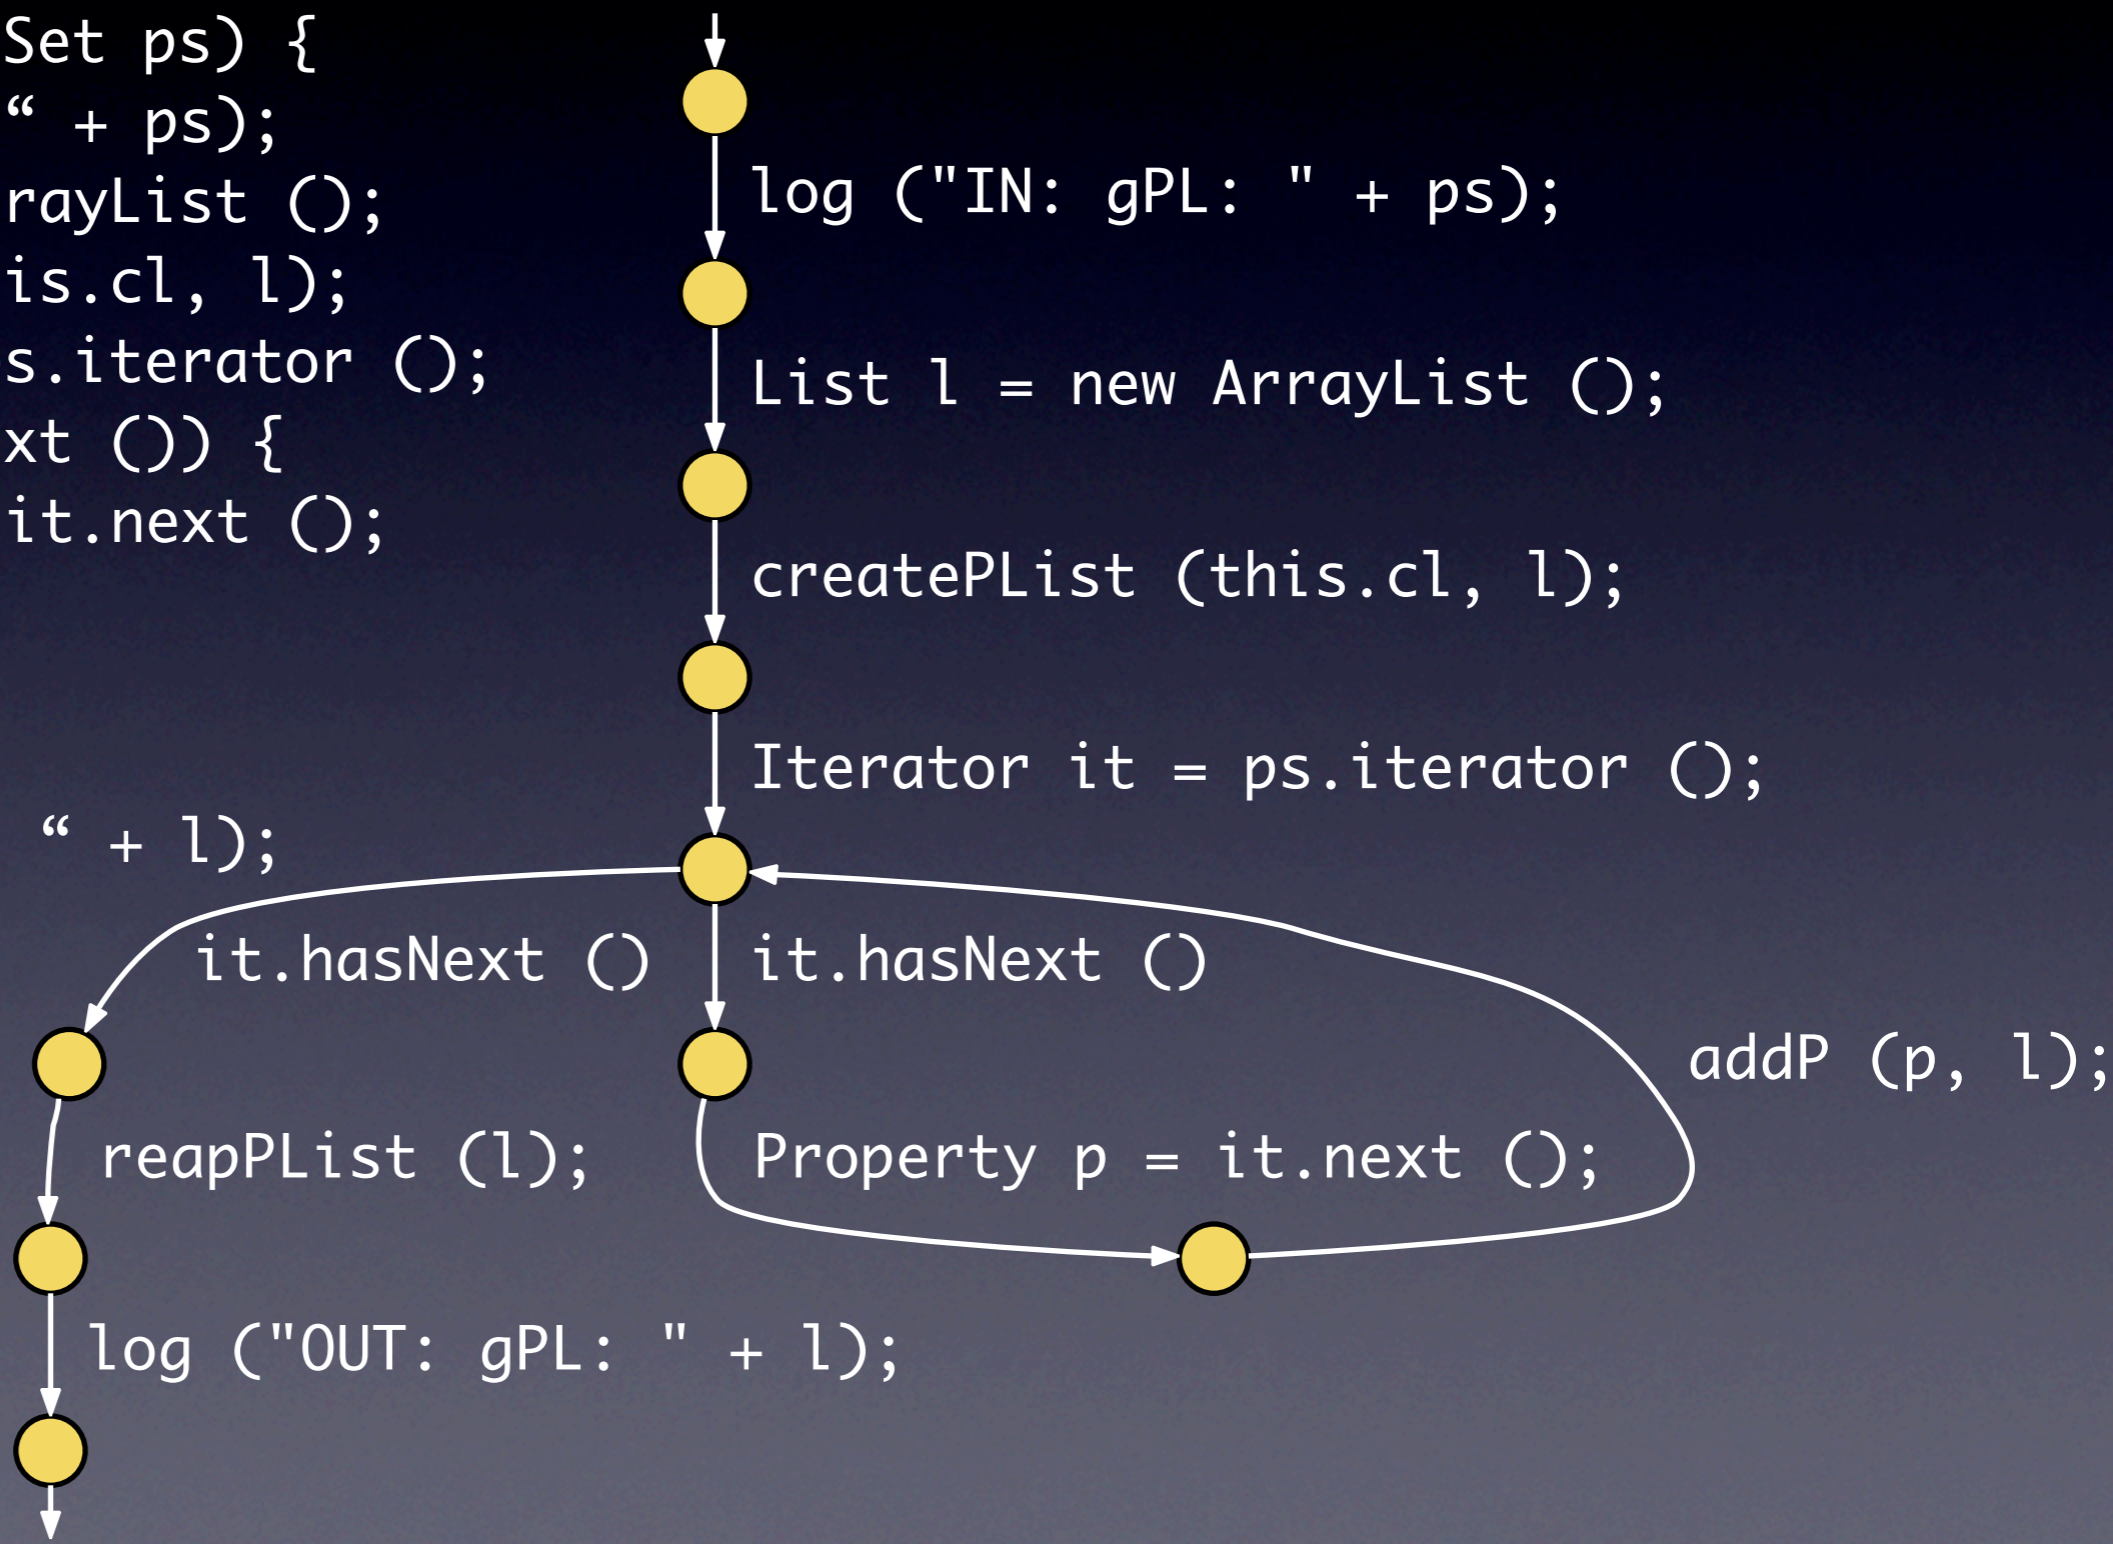 Set ps) {
“ + ps);
rayList ();
is.cl, l);
s.iterator ();
xt ()) {
it.next ();
“ + l);
log ("IN: gPL: " + ps);
List l = new ArrayList ();
createPList (this.cl, l);
Iterator it = ps.iterator ();
it.hasNext ()
it.hasNext ()
addP (p, l);
reapPList (l);
Property p = it.next ();
log ("OUT: gPL: " + l);